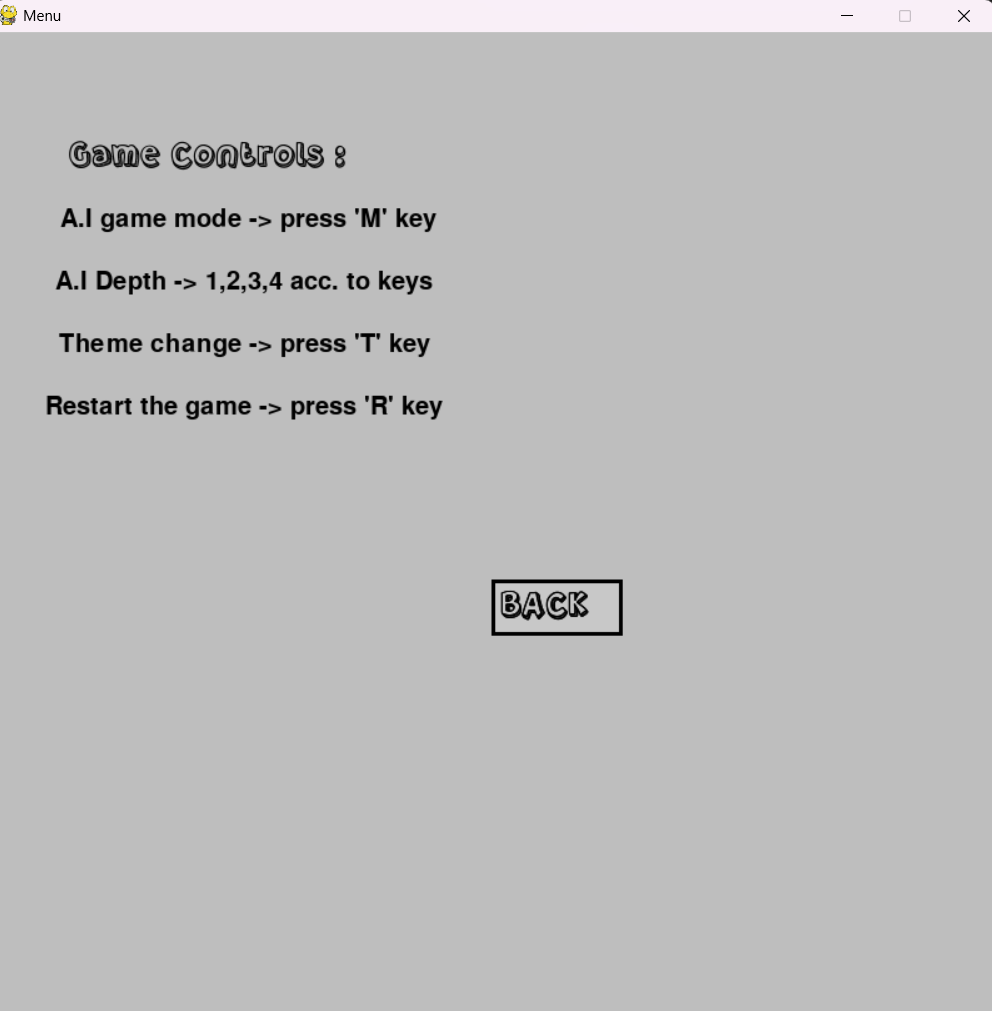 Menu
Game Controls :
A.I game mode -> press 'M' key
A.I Depth -> 1,2,3,4 acc. to keys
Theme change -> press 'T' key
Restart the game -> press 'R' key
BACK